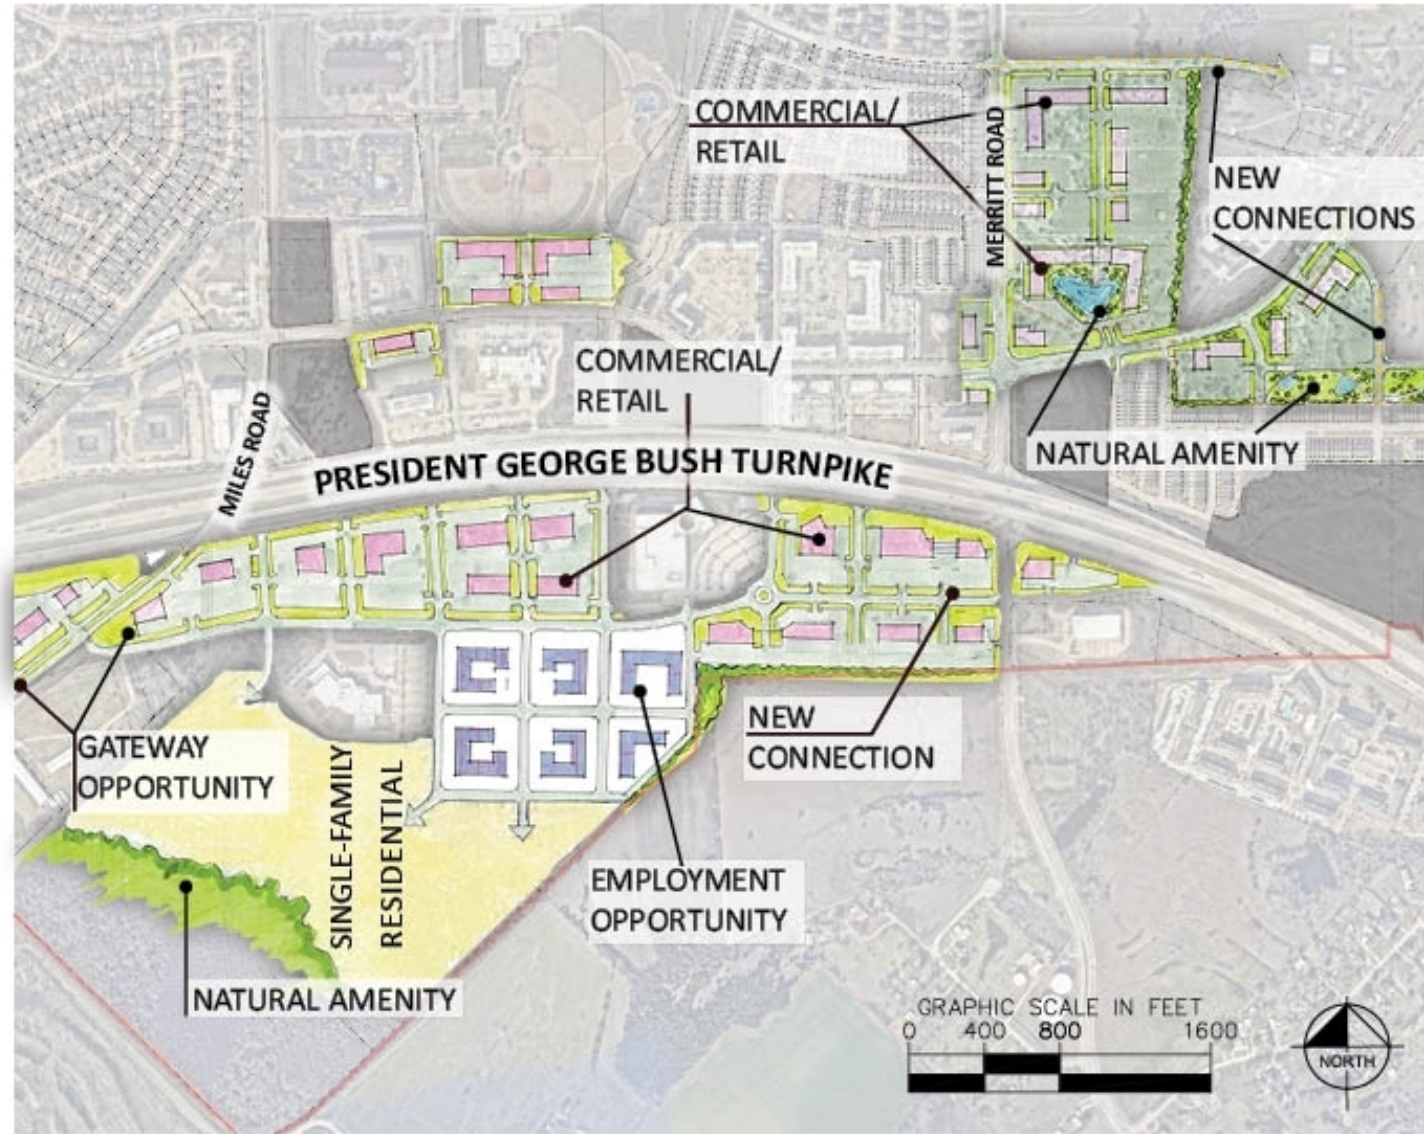 COMMERCIAL/
RETAIL
MERRITT ROAD
NEW
CONNECTIONS
COMMERCIAL/
RETAIL
MILES ROAD
PRESIDENT GEORGE BUSH TURNPIKE
NATURAL AMENITY
GATEWAY
OPPORTUNITY
SINGLE-FAMILY
RESIDENTIAL
NEW
CONNECTION
EMPLOYMENT
OPPORTUNITY
NATURAL AMENITY
GRAPHIC SCALE IN FEET
0 400 800 1600
NORTH